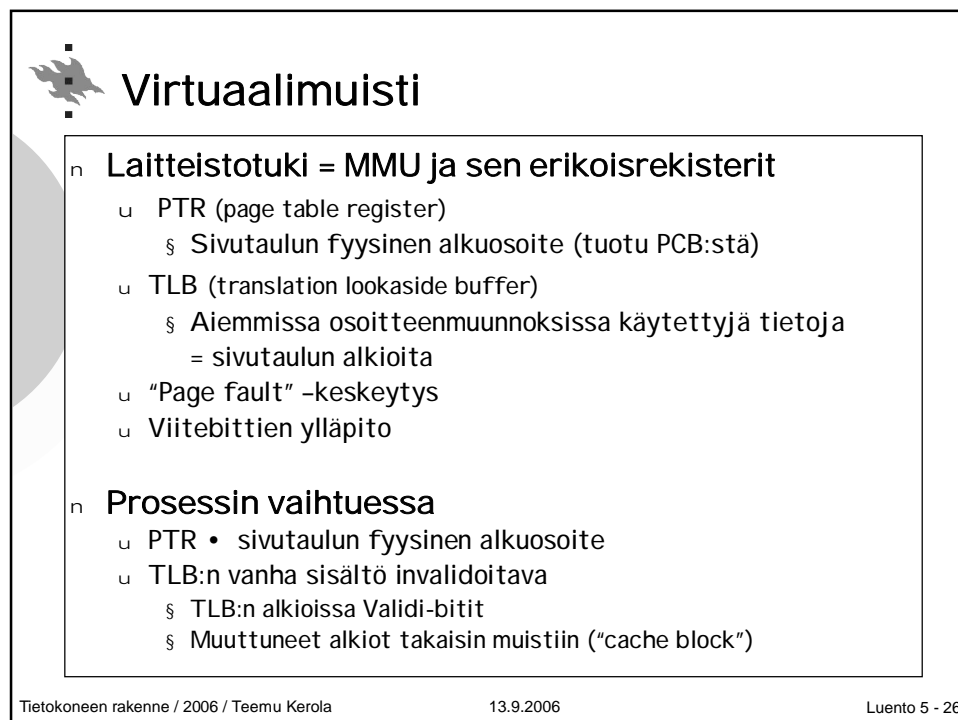 Virtuaalimuisti
n Laitteistotuki = MMU ja sen erikoisrekisterit
u PTR (page table register)
§ Sivutaulun fyysinen alkuosoite (tuotu PCB:stä)
u TLB (translation lookaside buffer)
§ Aiemmissa osoitteenmuunnoksissa käytettyjä tietoja
= sivutaulun alkioita
u “Page fault” –keskeytys
u Viitebittien ylläpito
n Prosessin vaihtuessa
u PTR • sivutaulun fyysinen alkuosoite
u TLB:n vanha sisältö invalidoitava
§ TLB:n alkioissa Validi-bitit
§ Muuttuneet alkiot takaisin muistiin (“cache block”)
Tietokoneen rakenne / 2006 / Teemu Kerola 13.9.2006 Luento 5 - 26